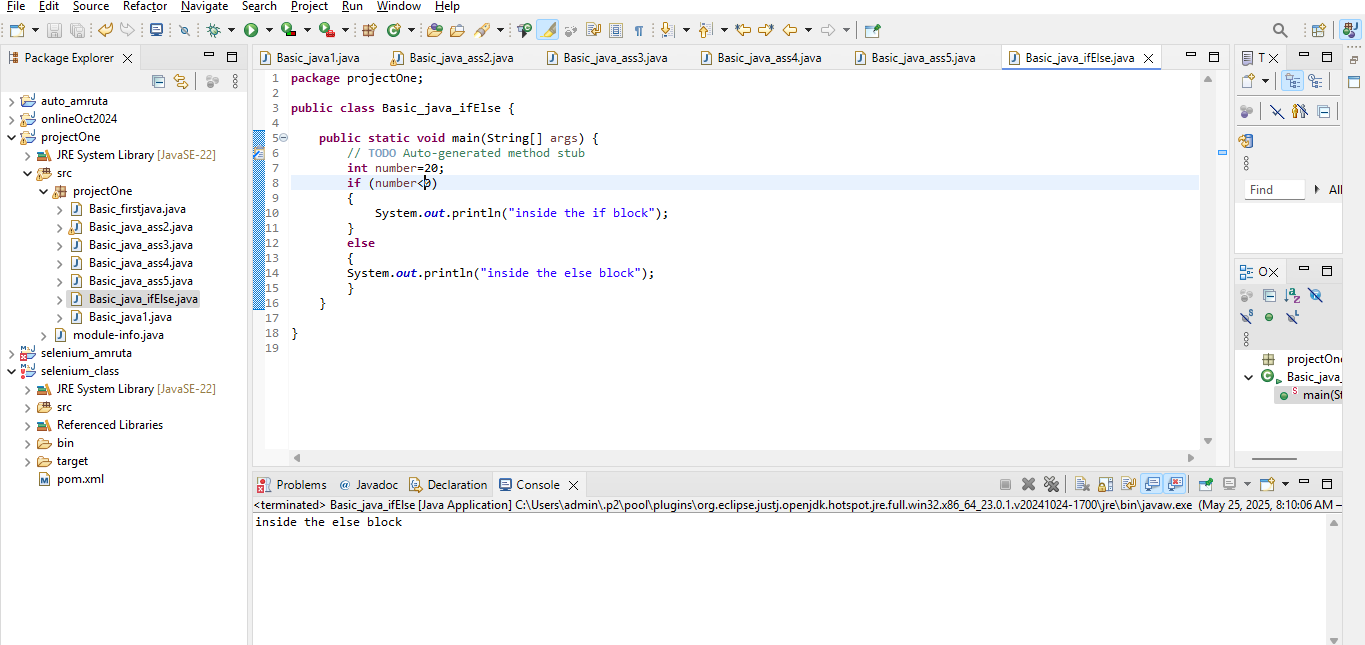 File Edit Source Refactor Navigate Search Project Run Window Help
Package Explorer
auto_amruta
onlineOct2024
projectOne
JRE System Library [JavaSE-22]
src
projectOne
Basic_firstjava.java
Basic_java_ass2.java
Basic_java_ass3.java
Basic_java_ass4.java
Basic_java_ass5.java
Basic_java_ifElse.java
Basic_java1.java
module-info.java
selenium_amruta
selenium_class
JRE System Library [JavaSE-22]
src
Referenced Libraries
bin
target
pom.xml
Basic_java1.java Basic_java_ass2.java Basic_java_ass3.java Basic_java_ass4.java Basic_java_ass5.java Basic_java_ifElse.java
1 package projectOne;
2
3 public class Basic_java_ifElse {
4
5 public static void main(String[] args) {
6 // TODO Auto-generated method stub
7 int number=20;
8 if (number<0)
9 {
10 System.out.println("inside the if block");
11 }
12 else
13 {
14 System.out.println("inside the else block");
15 }
16 }
17
18 }
19
T
Find All
O
projectOne
Basic_java_
main(St
Problems @ Javadoc Declaration Console
<terminated> Basic_java_ifElse [Java Application] C:\Users\admin\.p2\pool\plugins\org.eclipse.justj.openjdk.hotspot.jre.full.win32.x86_64_23.0.1.v20241024-1700\jre\bin\javaw.exe (May 25, 2025, 8:10:06 AM –
inside the else block